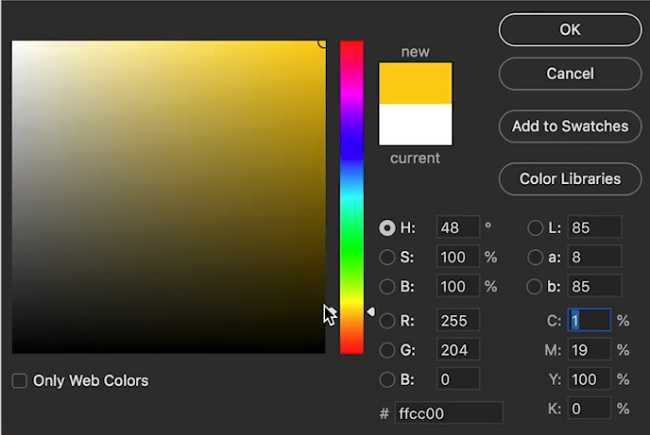 OK
new
Cancel
Add to Swatches
current
Color Libraries
H: 48 °
L: 85
S: 100 %
a: 8
B: 100 %
b: 85
R: 255
C: 1 %
G: 204
M: 19 %
B: 0
Y: 100 %
Only Web Colors
# ffcc00
K: 0 %